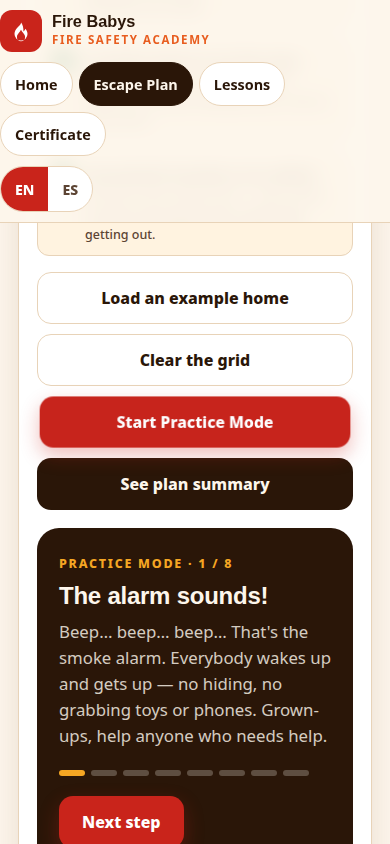 Fire Babys
FIRE SAFETY ACADEMY
Home
Escape Plan
Lessons
Certificate
EN
ES
getting out.
Load an example home
Clear the grid
Start Practice Mode
See plan summary
PRACTICE MODE · 1 / 8
The alarm sounds!
Beep... beep... beep... That's the
smoke alarm. Everybody wakes up
and gets up — no hiding, no
grabbing toys or phones. Grown-
ups, help anyone who needs help.
Next step